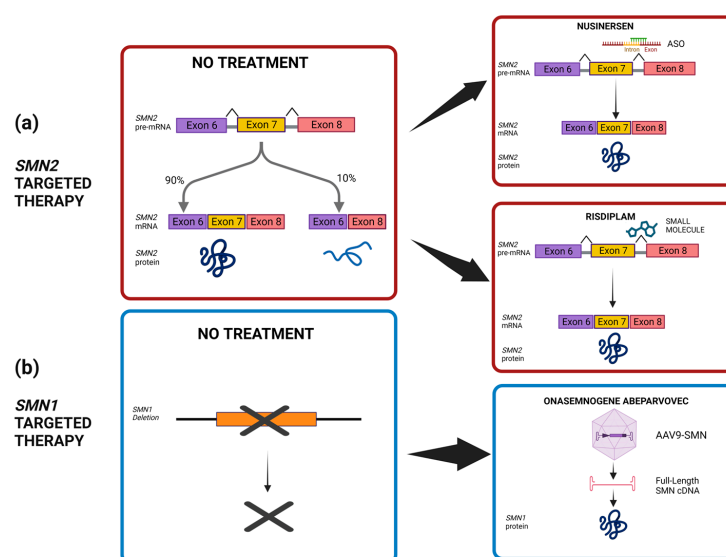 (a)
SMN2
TARGETED
THERAPY
NO TREATMENT
SMN2
pre-mRNA
Exon 6
Exon 7
Exon 8
90%
10%
SMN2
mRNA
Exon 6
Exon 7
Exon 8
Exon 6
Exon 8
SMN2
protein
NUSINERSEN
ASO
Intron
Exon
SMN2
pre-mRNA
Exon 6
Exon 7
Exon 8
SMN2
mRNA
Exon 6
Exon 7
Exon 8
SMN2
protein
RISDIPLAM
SMALL
MOLECULE
SMN2
pre-mRNA
Exon 6
Exon 7
Exon 8
SMN2
mRNA
Exon 6
Exon 7
Exon 8
SMN2
protein
(b)
SMN1
TARGETED
THERAPY
NO TREATMENT
SMN1
Deletion
ONASEMNOGENE ABEPARVOVEC
AAV9-SMN
Full-Length
SMN cDNA
SMN1
protein